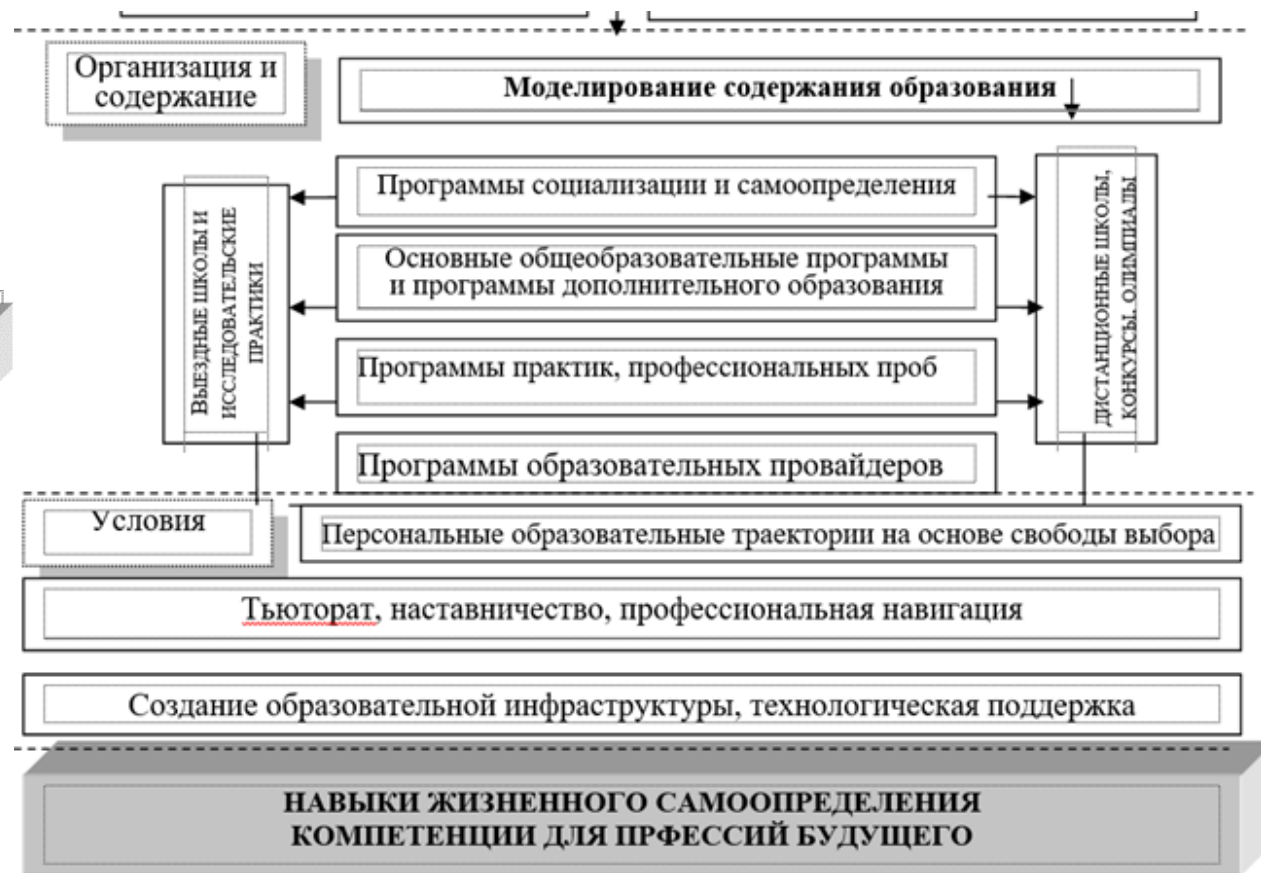 Организация и
содержание
Моделирование содержания образования
Программы социализации и самоопределения
Основные общеобразовательные программы
и программы дополнительного образования
Программы практик, профессиональных проб
Программы образовательных провайдеров
ВЫЕЗДНЫЕ ШКОЛЫ И
ИССЛЕДОВАТЕЛЬСКИЕ
ПРАКТИКИ
ДИСТАНЦИОННЫЕ ШКОЛЫ,
КОНКУРСЫ, ОЛИМПИАДЫ
Условия
Персональные образовательные траектории на основе свободы выбора
Тьюторат, наставничество, профессиональная навигация
Создание образовательной инфраструктуры, технологическая поддержка
НАВЫКИ ЖИЗНЕННОГО САМООПРЕДЕЛЕНИЯ
КОМПЕТЕНЦИИ ДЛЯ ПРФЕССИЙ БУДУЩЕГО